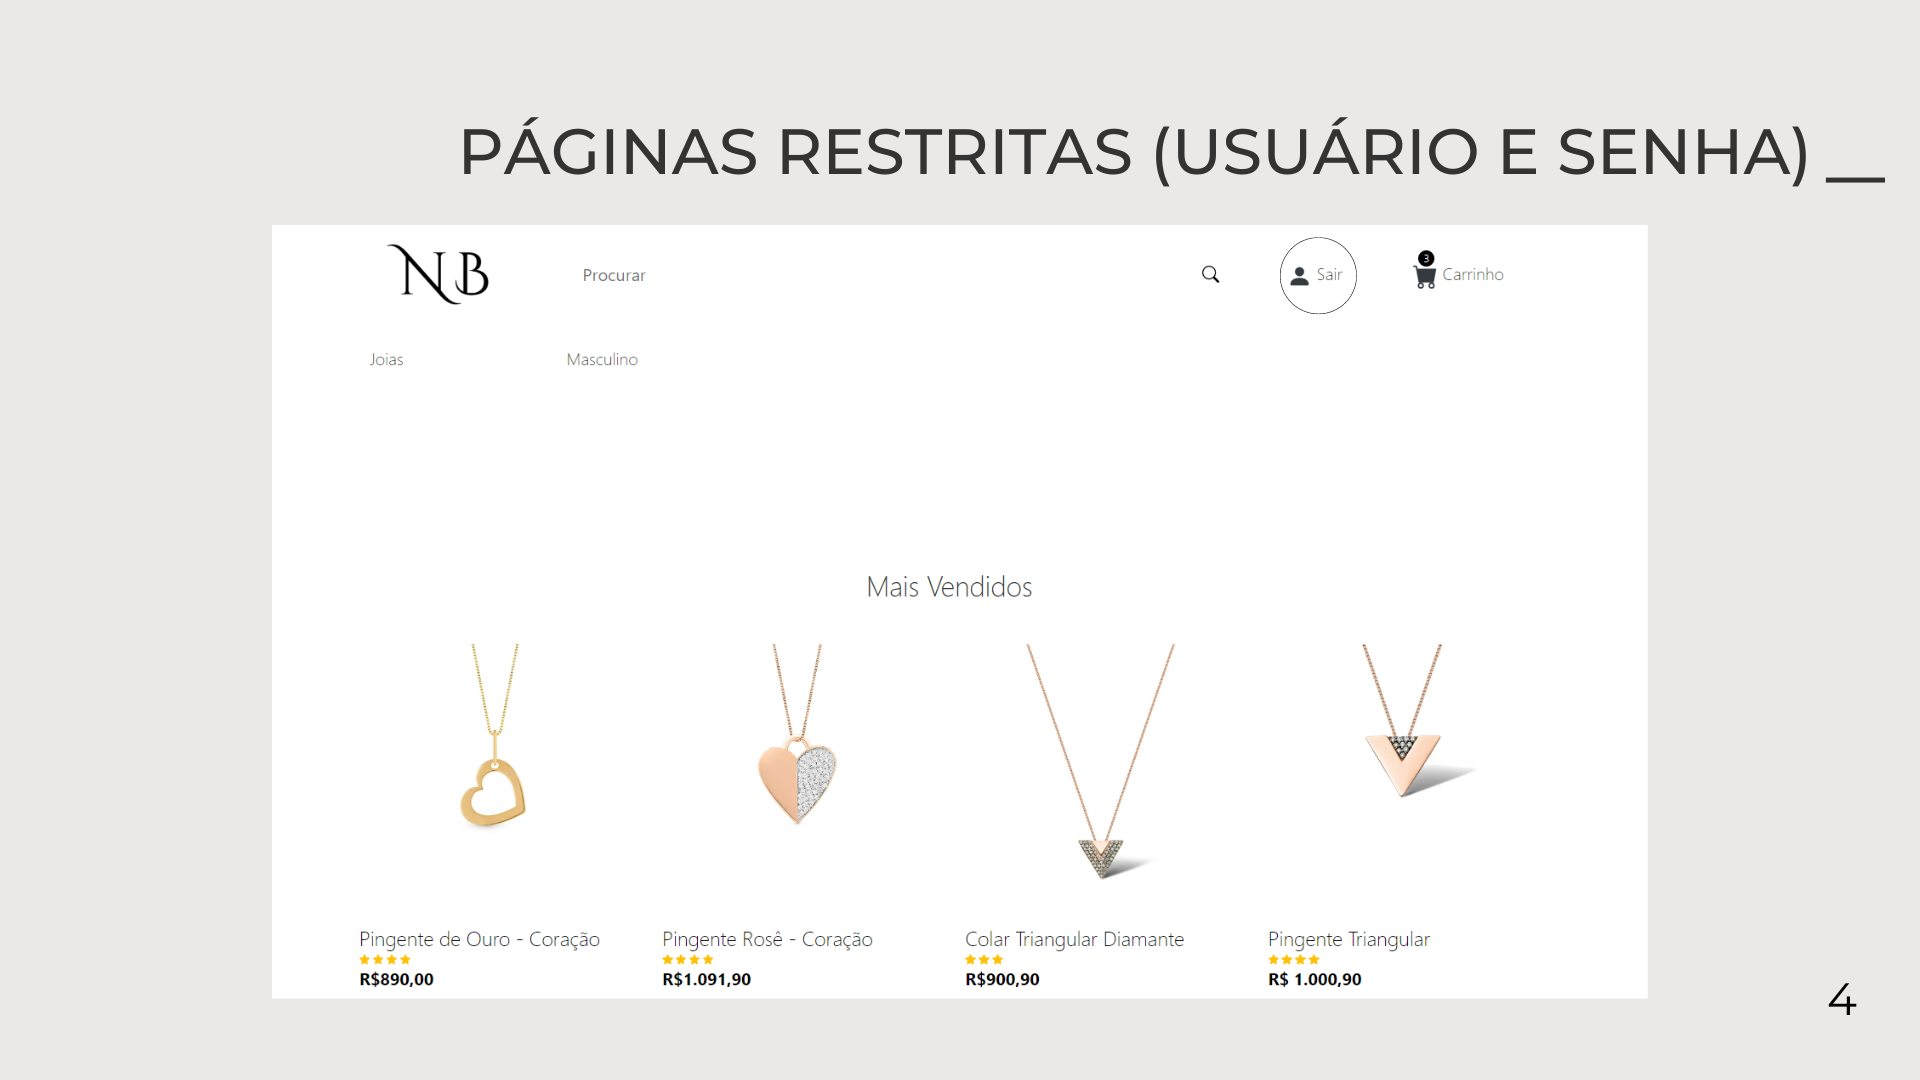 PÁGINAS RESTRITAS (USUÁRIO E SENHA) __
NB
Procurar
Sair
3
Carrinho
Joias
Masculino
Mais Vendidos
Pingente de Ouro - Coração
R$890,00
Pingente Rosê - Coração
R$1.091,90
Colar Triangular Diamante
R$900,90
Pingente Triangular
R$ 1.000,90
4